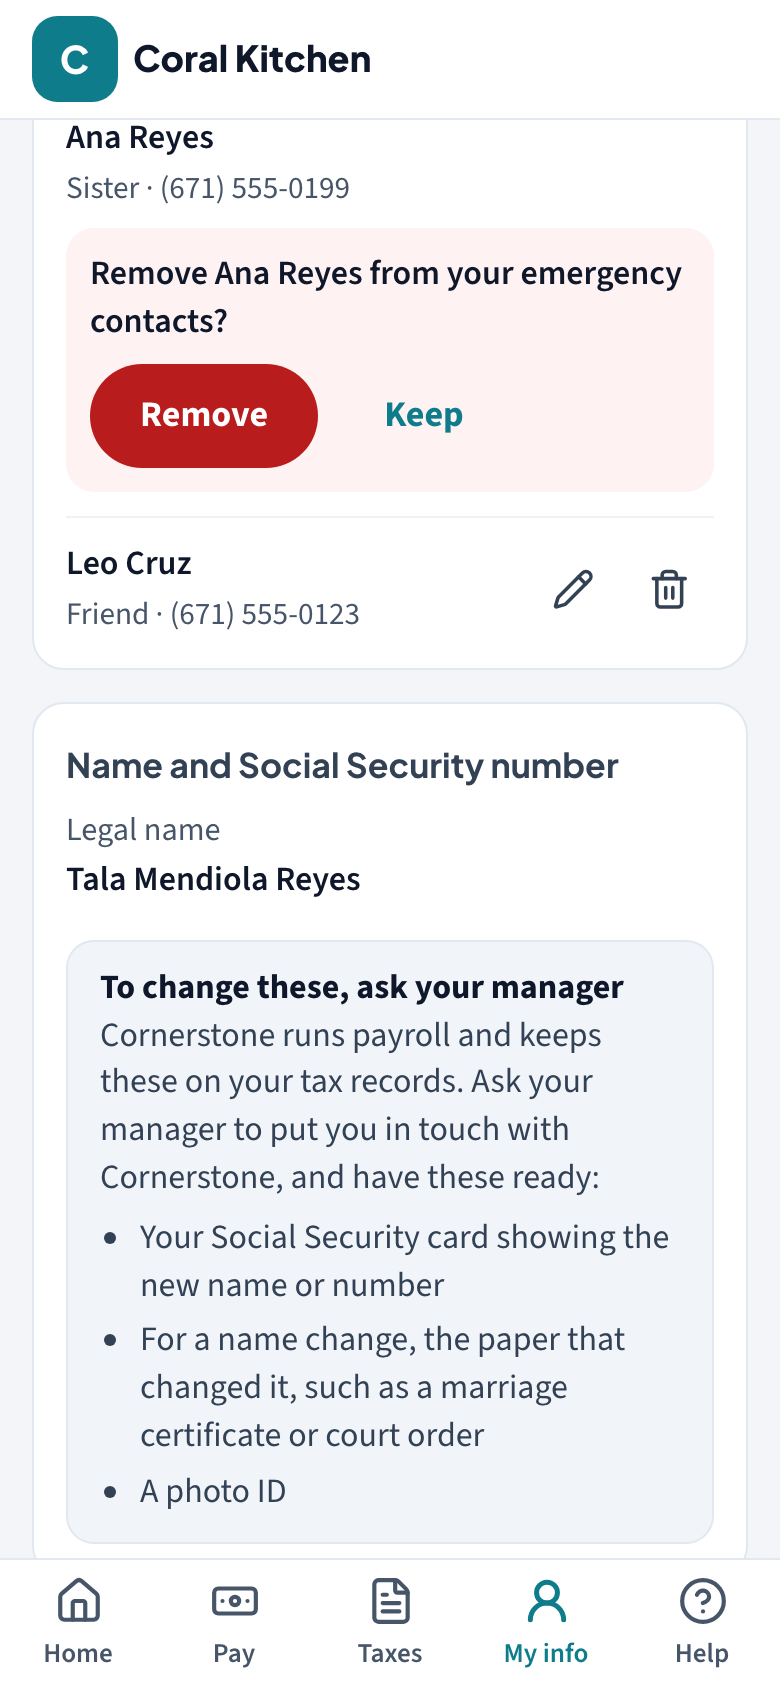 C
Coral Kitchen
Ana Reyes
Sister · (671) 555-0199
Remove Ana Reyes from your emergency
contacts?
Remove
Keep
Leo Cruz
Friend · (671) 555-0123
Name and Social Security number
Legal name
Tala Mendiola Reyes
To change these, ask your manager
Cornerstone runs payroll and keeps
these on your tax records. Ask your
manager to put you in touch with
Cornerstone, and have these ready:
• Your Social Security card showing the
new name or number
• For a name change, the paper that
changed it, such as a marriage
certificate or court order
• A photo ID
Home
Pay
Taxes
My info
Help